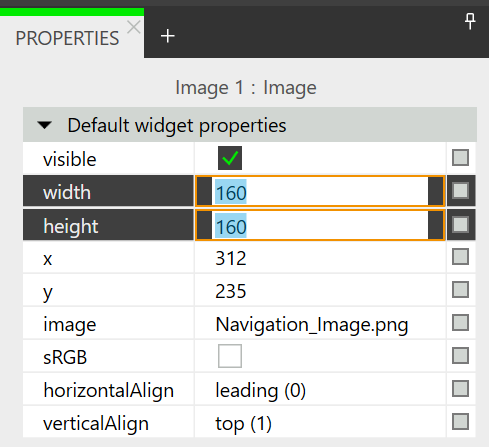 PROPERTIES
Image 1 : Image
Default widget properties
visible
width 160
height 160
x 312
y 235
image Navigation_Image.png
sRGB
horizontalAlign leading (0)
verticalAlign top (1)